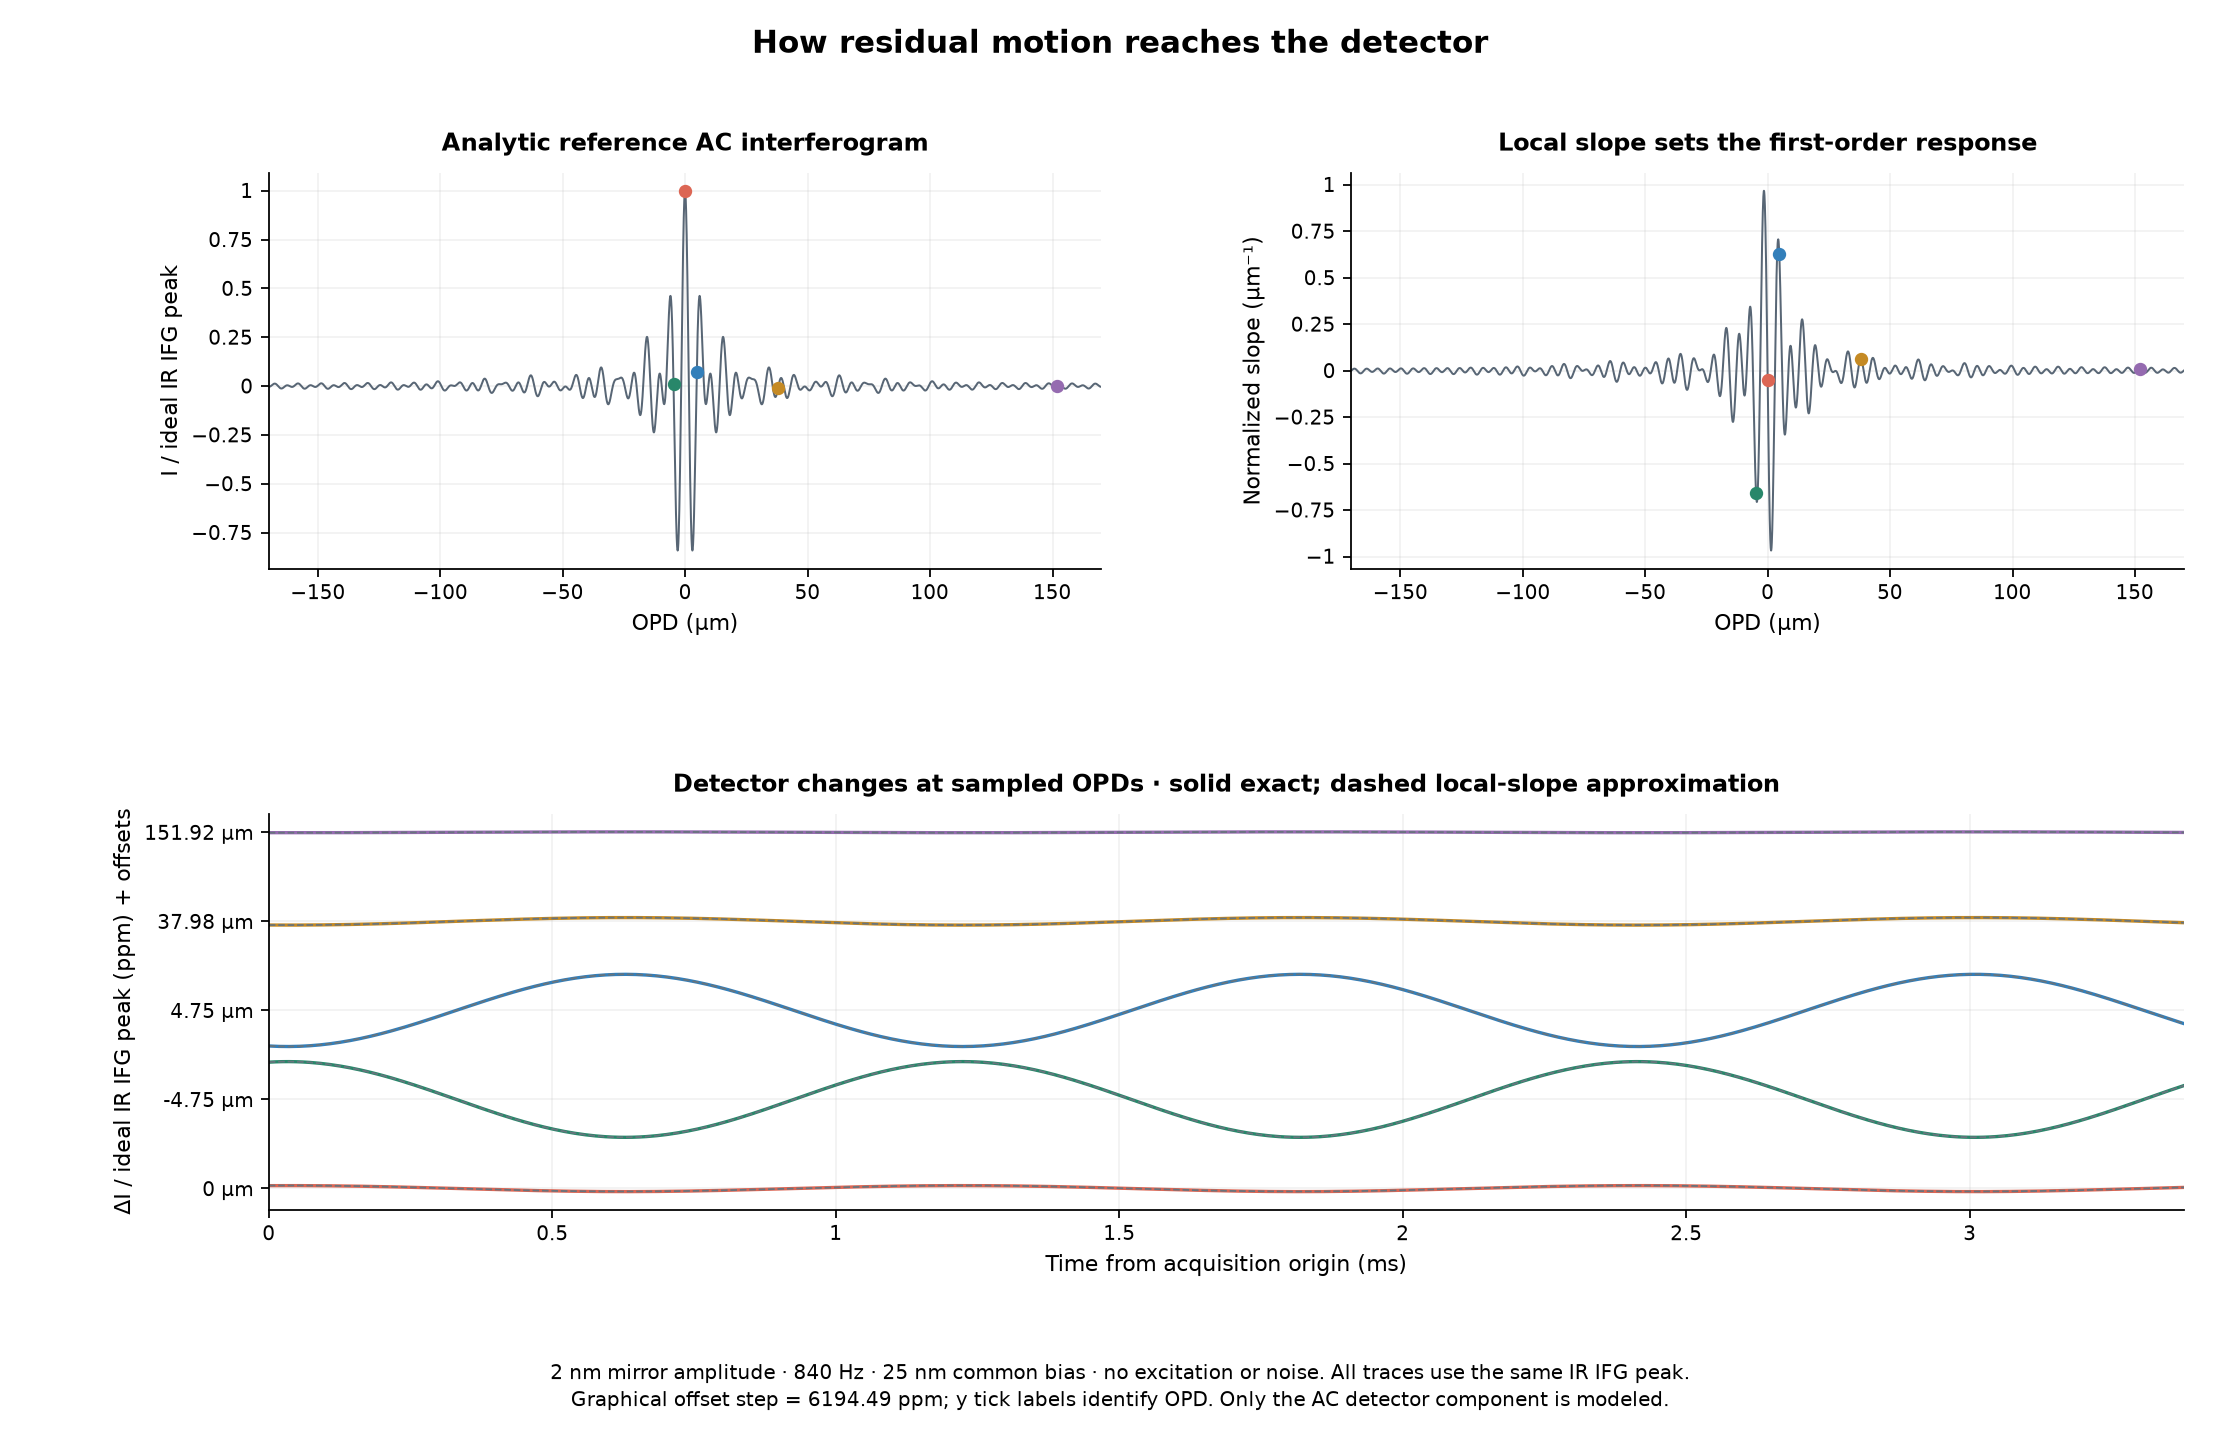 How residual motion reaches the detector
Analytic reference AC interferogram
I / ideal IR IFG peak
1
0.75
0.5
0.25
0
−0.25
−0.5
−0.75
−150
−100
−50
0
50
100
150
OPD (µm)
Local slope sets the first-order response
Normalized slope (µm⁻¹)
1
0.75
0.5
0.25
0
−0.25
−0.5
−0.75
−1
−150
−100
−50
0
50
100
150
OPD (µm)
Detector changes at sampled OPDs · solid exact; dashed local-slope approximation
ΔI / ideal IR IFG peak (ppm) + offsets
151.92 µm
37.98 µm
4.75 µm
-4.75 µm
0 µm
0
0.5
1
1.5
2
2.5
3
Time from acquisition origin (ms)
2 nm mirror amplitude · 840 Hz · 25 nm common bias · no excitation or noise. All traces use the same IR IFG peak.
Graphical offset step = 6194.49 ppm; y tick labels identify OPD. Only the AC detector component is modeled.